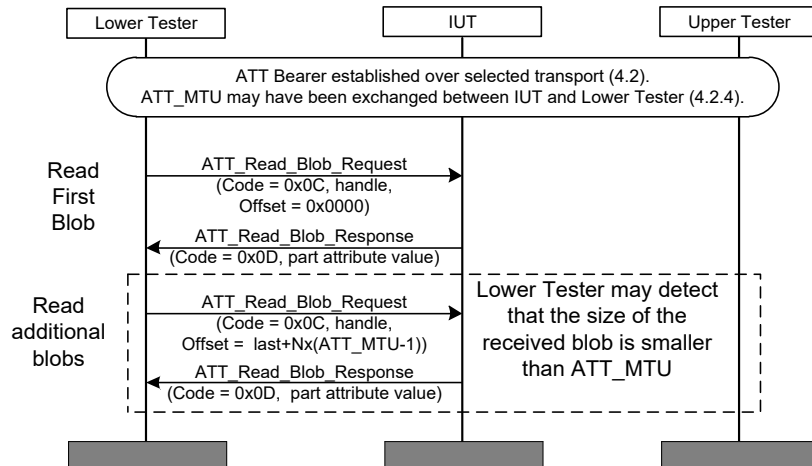 Lower Tester
IUT
Upper Tester
ATT Bearer established over selected transport (4.2).
ATT_MTU may have been exchanged between IUT and Lower Tester (4.2.4).
Read
First
Blob
ATT_Read_Blob_Request
(Code = 0x0C, handle,
Offset = 0x0000)
ATT_Read_Blob_Response
(Code = 0x0D, part attribute value)
Read
additional
blobs
ATT_Read_Blob_Request
(Code = 0x0C, handle,
Offset =  last+Nx(ATT_MTU-1))
ATT_Read_Blob_Response
(Code = 0x0D,  part attribute value)
Lower Tester may detect
that the size of the
received blob is smaller
than ATT_MTU